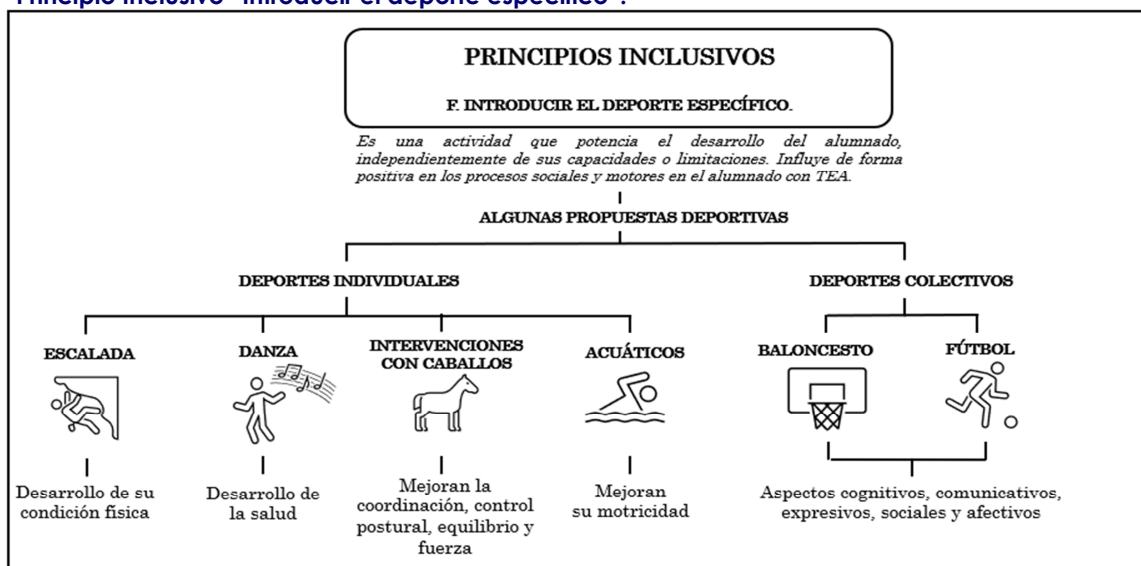 Principio inclusivo "Introducir el deporte específico".
PRINCIPIOS INCLUSIVOS
F. INTRODUCIR EL DEPORTE ESPECÍFICO.
Es una actividad que potencia el desarrollo del alumnado,
independientemente de sus capacidades o limitaciones. Influye de forma
positiva en los procesos sociales y motores en el alumnado con TEA.
ALGUNAS PROPUESTAS DEPORTIVAS
DEPORTES INDIVIDUALES
DEPORTES COLECTIVOS
ESCALADA
DANZA
INTERVENCIONES
CON CABALLOS
ACUÁTICOS
BALONCESTO
FÚTBOL
Desarrollo de su
condición física
Desarrollo de
la salud
Mejoran la
coordinación, control
postural, equilibrio y
fuerza
Mejoran
su motricidad
Aspectos cognitivos, comunicativos,
expresivos, sociales y afectivos